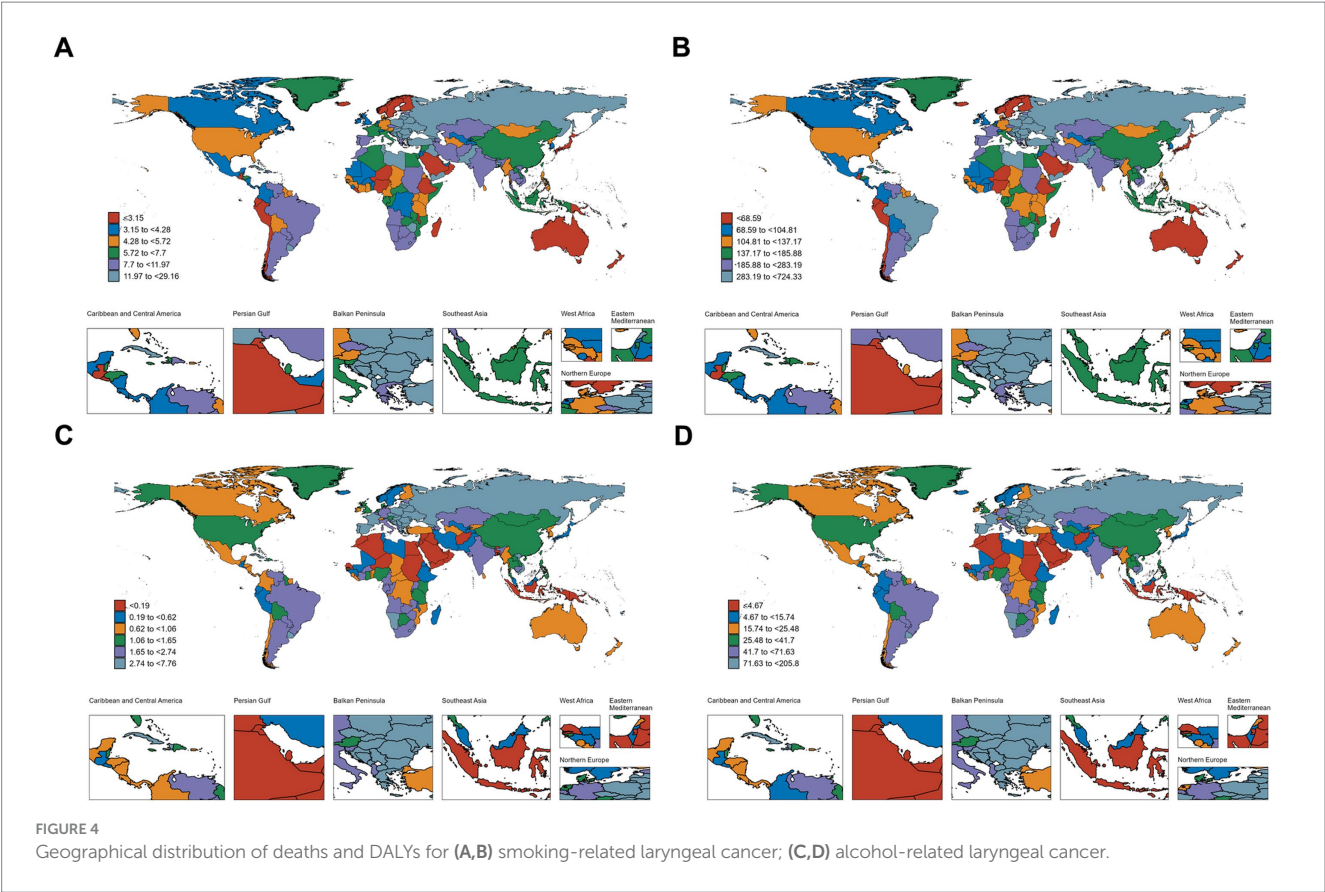 A
≤3.15
3.15 to <4.28
4.28 to <5.72
5.72 to <7.7
7.7 to <11.97
11.97 to <29.16
Caribbean and Central America
Persian Gulf
Balkan Peninsula
Southeast Asia
West Africa
Eastern
Mediterranean
Northern Europe
B
<68.59
68.59 to <104.81
104.81 to <137.17
137.17 to <185.88
185.88 to <283.19
283.19 to <724.33
Caribbean and Central America
Persian Gulf
Balkan Peninsula
Southeast Asia
West Africa
Eastern
Mediterranean
Northern Europe
C
<0.19
0.19 to <0.62
0.62 to <1.06
1.06 to <1.65
1.65 to <2.74
2.74 to <7.76
Caribbean and Central America
Persian Gulf
Balkan Peninsula
Southeast Asia
West Africa
Eastern
Mediterranean
Northern Europe
D
≤4.67
4.67 to <15.74
15.74 to <25.48
25.48 to <41.7
41.7 to <71.63
71.63 to <205.8
Caribbean and Central America
Persian Gulf
Balkan Peninsula
Southeast Asia
West Africa
Eastern
Mediterranean
Northern Europe
FIGURE 4
Geographical distribution of deaths and DALYs for (A,B) smoking-related laryngeal cancer; (C,D) alcohol-related laryngeal cancer.